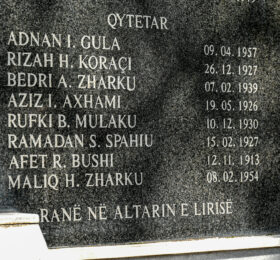 QYTETAR
ADNAN I. GULA 09. 04. 1957
RIZAH H. KORAÇI 26. 12. 1927
BEDRI A. ZHARKU 07. 02. 1939
AZIZ I. AXHAMI 19. 05. 1926
RUFKI B. MULAKU 10. 12. 1930
RAMADAN S. SPAHIU 15. 02. 1927
AFET R. BUSHI 12. 11. 1913
MALIQ H. ZHARKU 08. 02. 1954
RANË NË ALTARIN E LIRISË